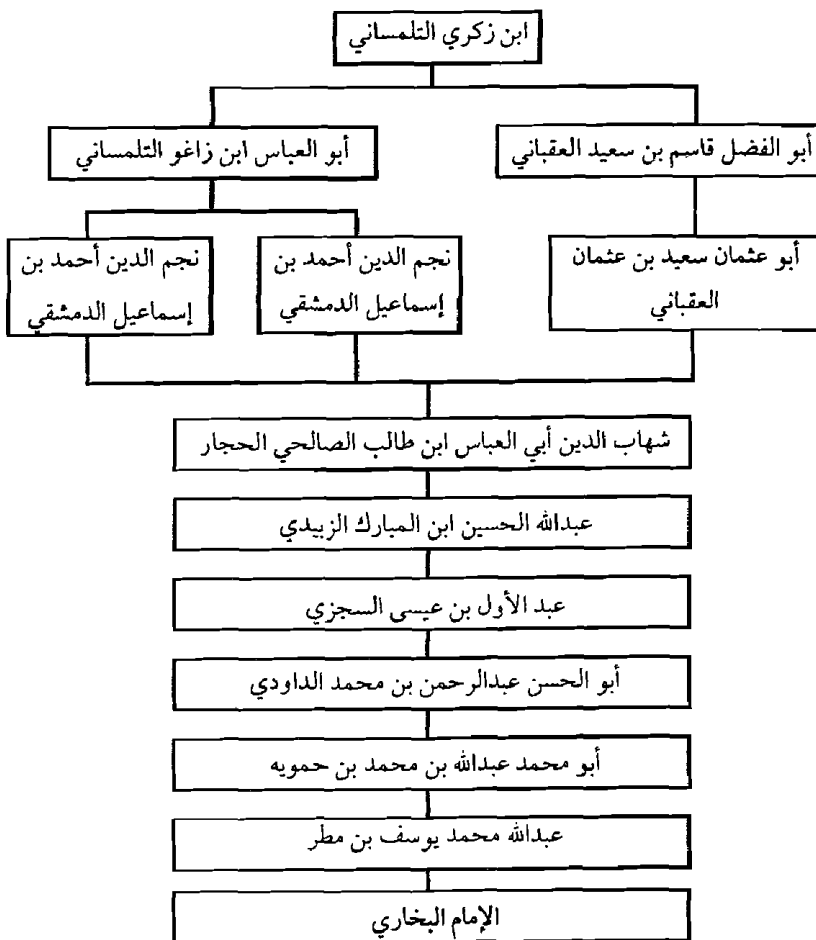 ابن زكري التلمساني
أبو الفضل قاسم بن سعيد العقباني
أبو العباس ابن زاغو التلمساني
أبو عثمان سعيد بن عثمان
العقباني
نجم الدين أحمد بن
إسماعيل الدمشقي
نجم الدين أحمد بن
إسماعيل الدمشقي
شهاب الدين أبي العباس ابن طالب الصالحي الحجار
عبدالله الحسين ابن المبارك الزبيدي
عبد الأول بن عيسى السجزي
أبو الحسن عبدالرحمن بن محمد الداودي
أبو محمد عبدالله بن محمد بن حمويه
عبدالله محمد يوسف بن مطر
الإمام البخاري